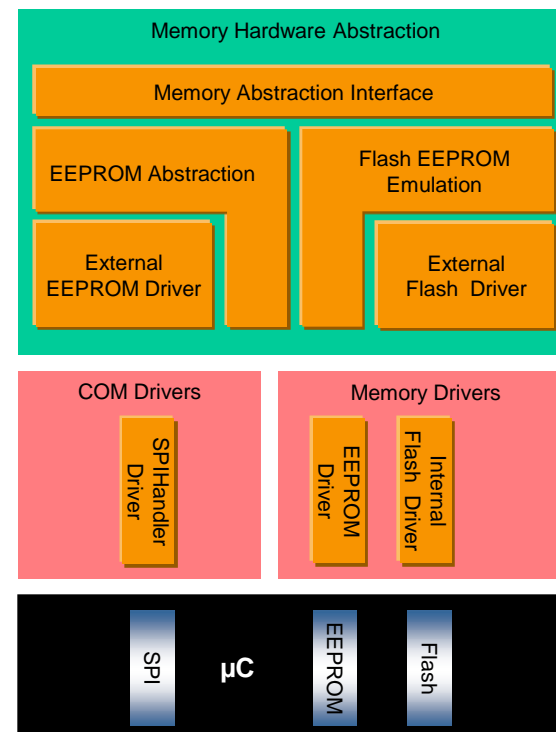 Memory Hardware Abstraction
Memory Abstraction Interface
EEPROM Abstraction
Flash EEPROM
Emulation
External
EEPROM Driver
External
Flash Driver
COM Drivers
SPIHandler
Driver
Memory Drivers
EEPROM
Driver
Internal
Flash Driver
SPI
µC
EEPROM
Flash